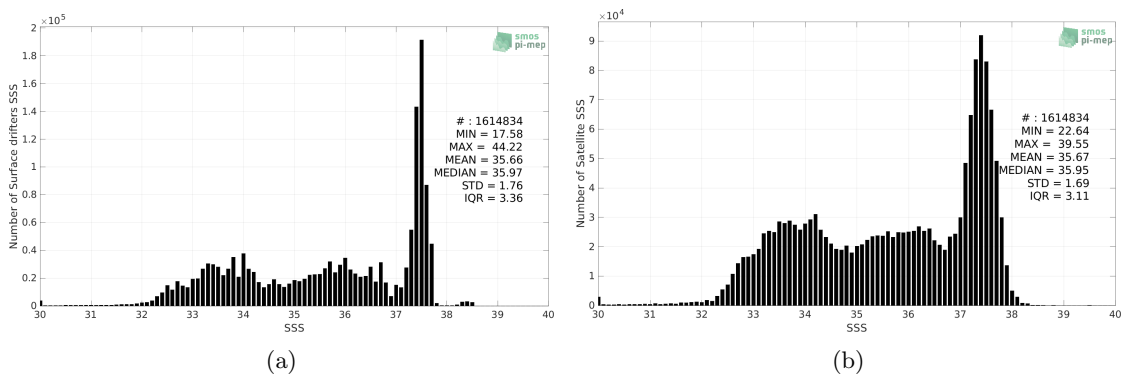 ×10⁵
Number of Surface drifters SSS
2
1.8
1.6
1.4
1.2
1
0.8
0.6
0.4
0.2
0
30 31 32 33 34 35 36 37 38 39 40
SSS
smos
pi-mep
# : 1614834
MIN = 17.58
MAX = 44.22
MEAN = 35.66
MEDIAN = 35.97
STD = 1.76
IQR = 3.36
(a)
×10⁴
Number of Satellite SSS
9
8
7
6
5
4
3
2
1
0
30 31 32 33 34 35 36 37 38 39 40
SSS
smos
pi-mep
# : 1614834
MIN = 22.64
MAX = 39.55
MEAN = 35.67
MEDIAN = 35.95
STD = 1.69
IQR = 3.11
(b)